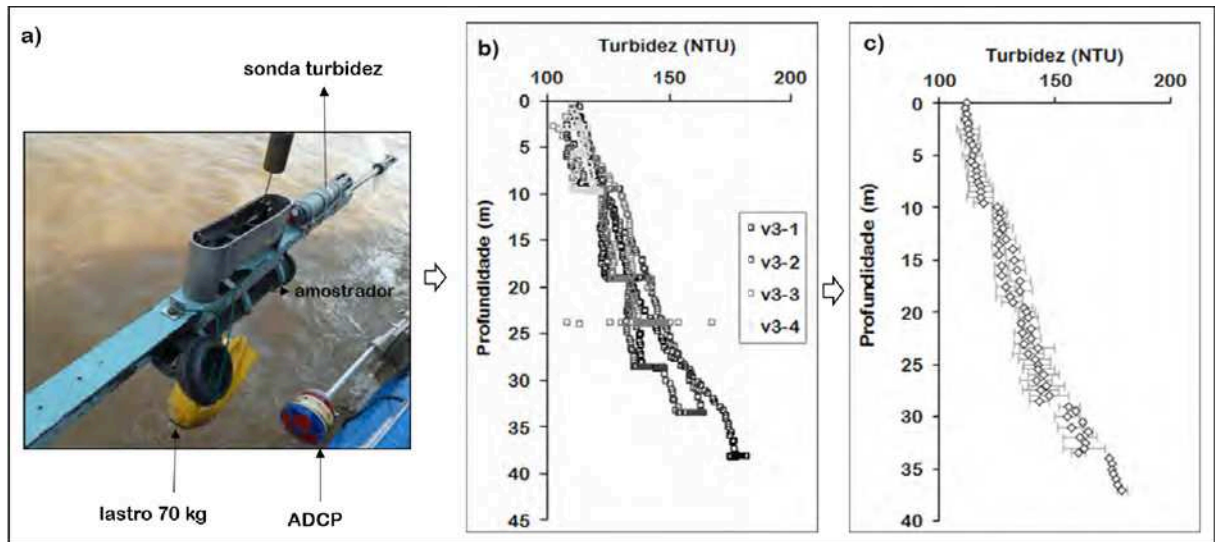 a)
sonda turbidez
amostrador
lastro 70 kg
ADCP
b)
Turbidez (NTU)
100 150 200
Profundidade (m)
0
5
10
15
20
25
30
35
40
45
v3-1
v3-2
v3-3
v3-4
c)
Turbidez (NTU)
100 150 200
Profundidade (m)
0
5
10
15
20
25
30
35
40